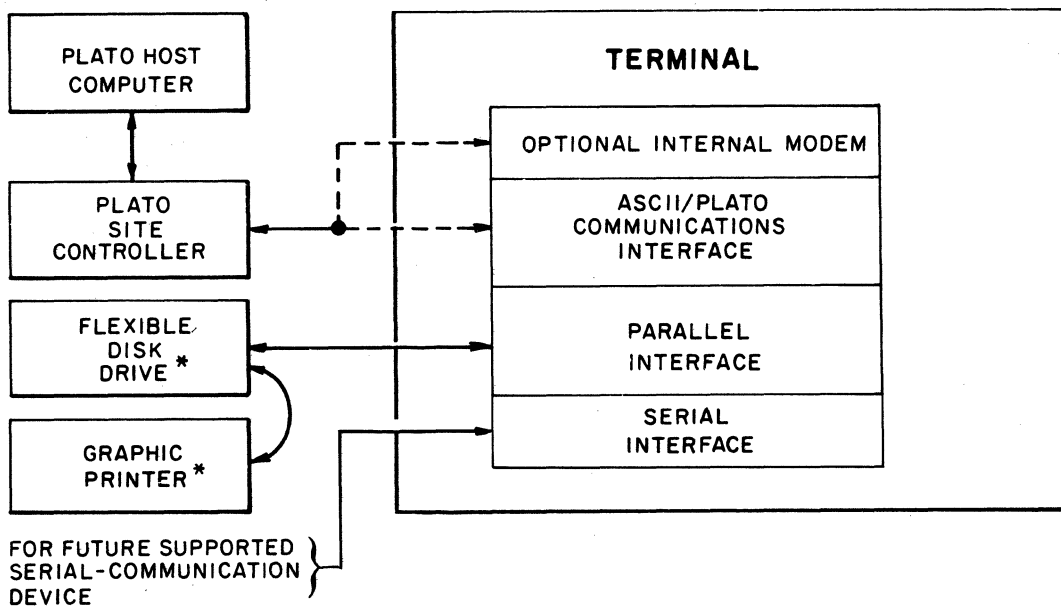 PLATO HOST
COMPUTER
TERMINAL
OPTIONAL INTERNAL MODEM
PLATO
SITE
CONTROLLER
ASCII/PLATO
COMMUNICATIONS
INTERFACE
FLEXIBLE
DISK
DRIVE *
PARALLEL
INTERFACE
GRAPHIC
PRINTER *
SERIAL
INTERFACE
FOR FUTURE SUPPORTED
SERIAL-COMMUNICATION
DEVICE